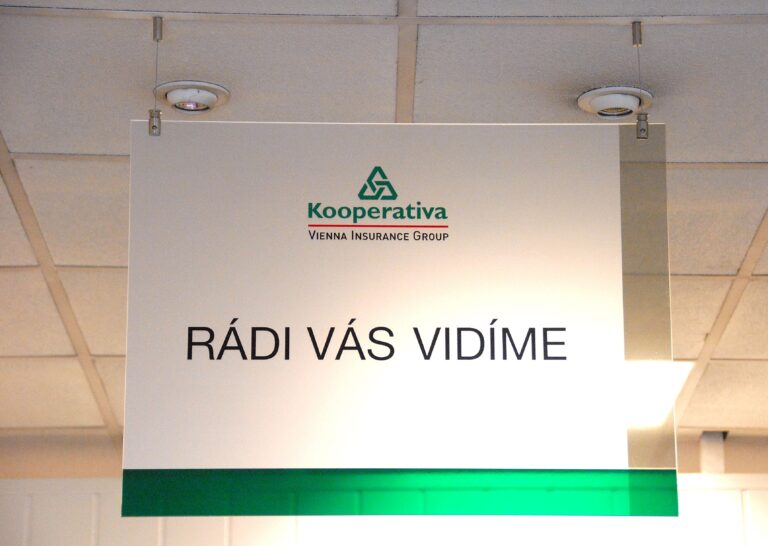 Kooperativa
VIENNA INSURANCE GROUP
RÁDI VÁS VIDÍME